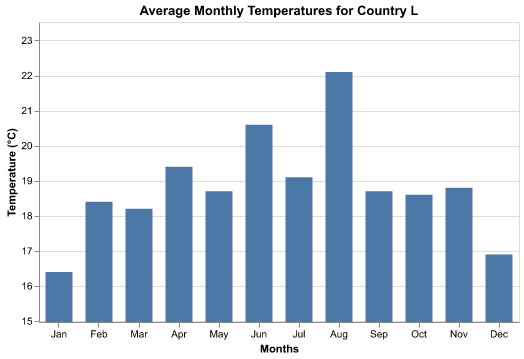 Average Monthly Temperatures for Country L
Temperature (°C)
23
22
21
20
19
18
17
16
15
Jan Feb Mar Apr May Jun Jul Aug Sep Oct Nov Dec
Months